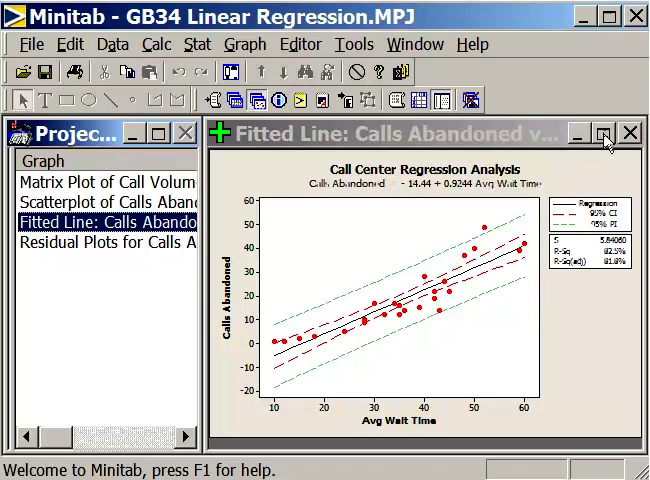 Minitab - GB34 Linear Regression.MPJ
File Edit Data Calc Stat Graph Editor Tools Window Help
Projec...
Fitted Line: Calls Abandoned v...
Graph
Matrix Plot of Call Volum
Scatterplot of Calls Aban
Fitted Line: Calls Abando
Residual Plots for Calls A
Call Center Regression Analysis
Calls Abandoned = - 14.44 + 0.9244 Avg Wait Time
Regression
95% CI
95% PI
S 5.84060
R-Sq 82.5%
R-Sq(adj) 81.8%
Calls Abandoned
60
50
40
30
20
10
0
-10
-20
10 20 30 40 50 60
Avg Wait Time
Welcome to Minitab, press F1 for help.